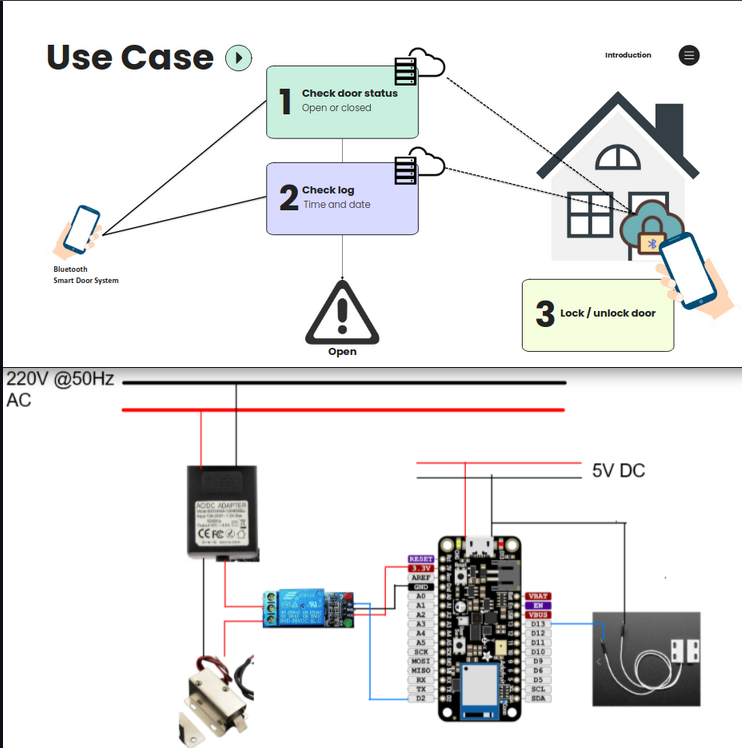 Use Case
Introduction
1
Check door status
Open or closed
2
Check log
Time and date
Bluetooth
Smart Door System
3
Lock / unlock door
Open
220V @50Hz
AC
5V DC
AC/DC ADAPTER
CE FC
RESET
3.3V
AREF
GND
A0
A1
A2
A3
A4
A5
SCK
MOSI
MISO
RX
TX
D2
VBAT
EN
VBUS
D13
D12
D11
D10
D9
D6
D5
SCL
SDA